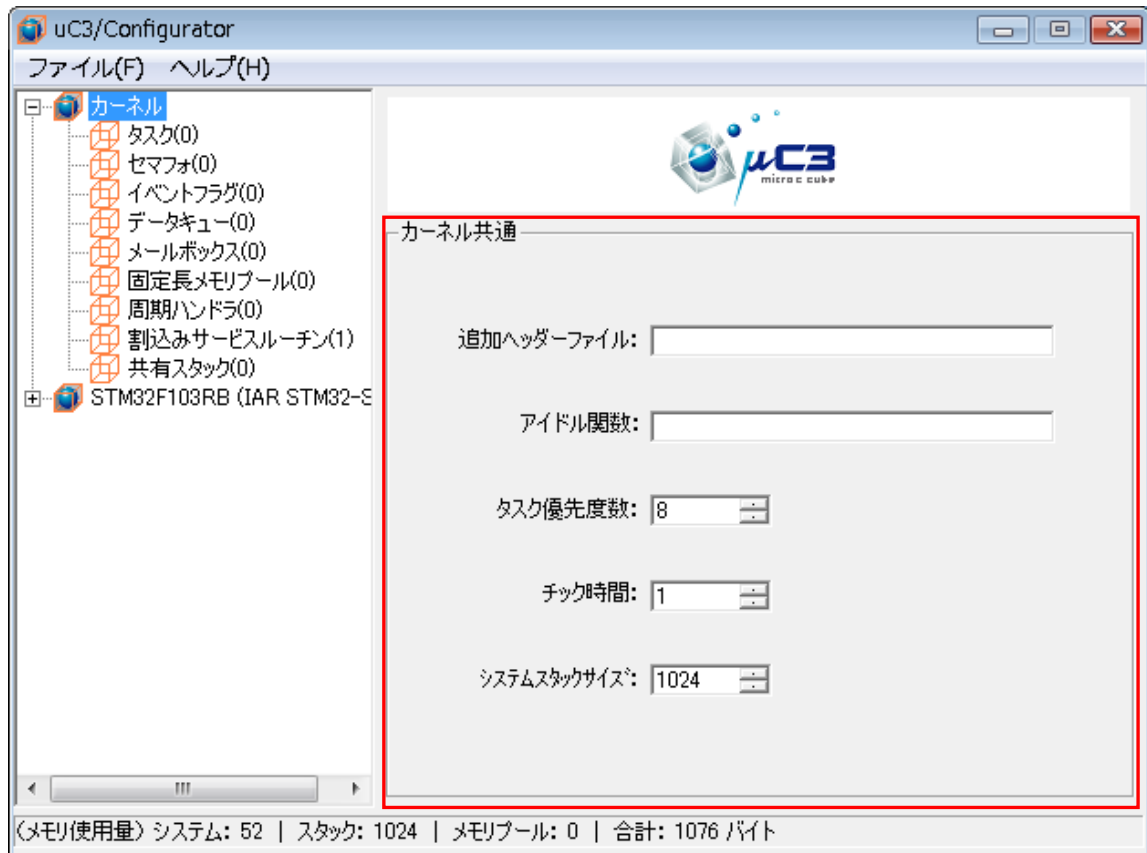 uC3/Configurator
ファイル(F) ヘルプ(H)
カーネル
タスク(0)
セマフォ(0)
イベントフラグ(0)
データキュー(0)
メールボックス(0)
固定長メモリプール(0)
周期ハンドラ(0)
割込みサービスルーチン(1)
共有スタック(0)
STM32F103RB (IAR STM32-S
μC3
micro c cube
カーネル共通
追加ヘッダーファイル:
アイドル関数:
タスク優先度数: 8
チック時間: 1
システムスタックサイズ: 1024
(メモリ使用量) システム: 52 | スタック: 1024 | メモリプール: 0 | 合計: 1076 バイト